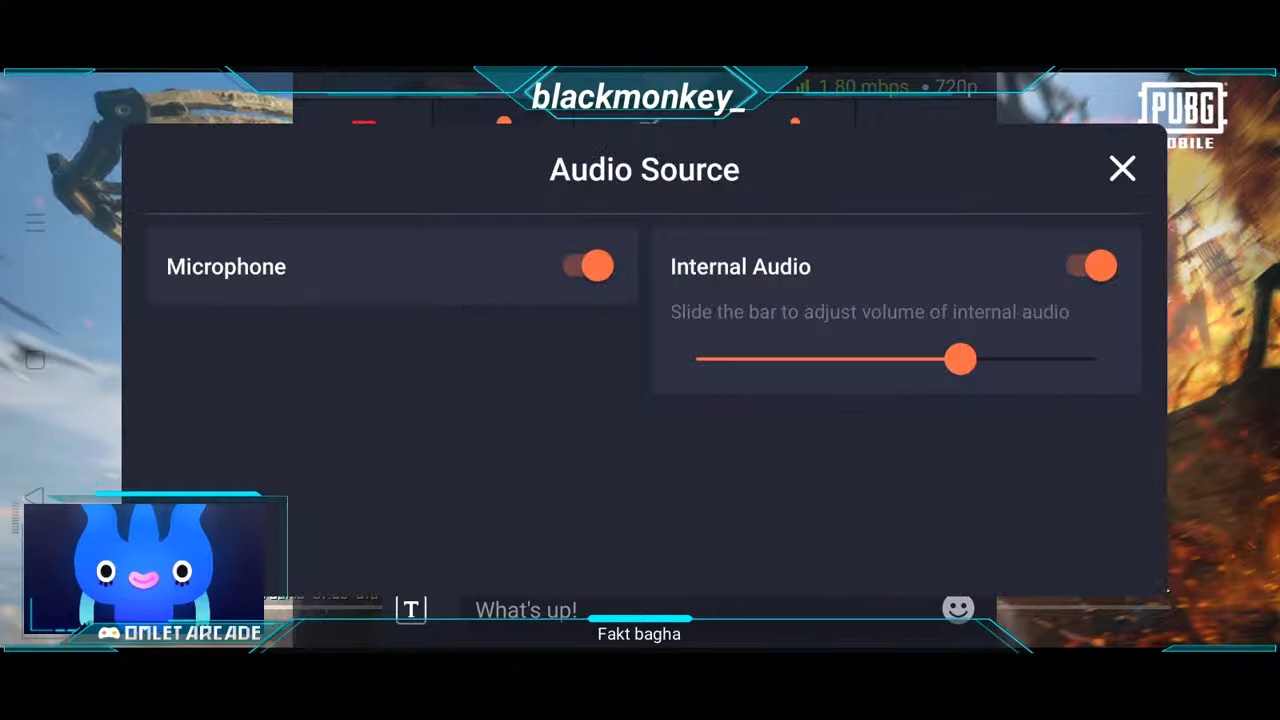 blackmonkey_
1.80 mbps • 720p
PUBG
OBILE
Audio Source
Microphone
Internal Audio
Slide the bar to adjust volume of internal audio
OMLET ARCADE
T
What's up!
Fakt bagha